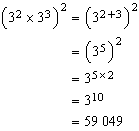 (3² × 3³)² = (3²⁺³)²
= (3⁵)²
= 3⁵ˣ²
= 3¹⁰
= 59 049